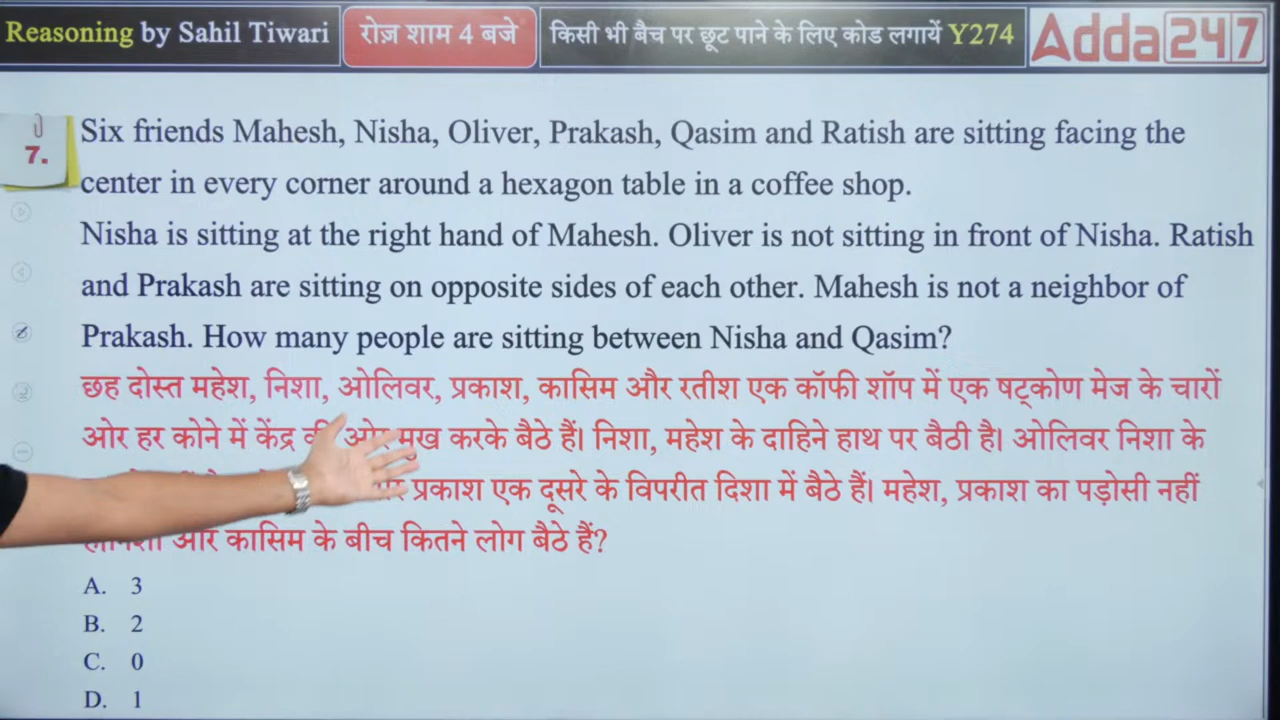 Reasoning by Sahil Tiwari
रोज़ शाम 4 बजे
किसी भी बैच पर छूट पाने के लिए कोड लगायें Y274
Adda247
7.
Six friends Mahesh, Nisha, Oliver, Prakash, Qasim and Ratish are sitting facing the
center in every corner around a hexagon table in a coffee shop.
Nisha is sitting at the right hand of Mahesh. Oliver is not sitting in front of Nisha. Ratish
and Prakash are sitting on opposite sides of each other. Mahesh is not a neighbor of
Prakash. How many people are sitting between Nisha and Qasim?
छह दोस्त महेश, निशा, ओलिवर, प्रकाश, कासिम और रतीश एक कॉफी शॉप में एक षट्कोण मेज के चारों
ओर हर कोने में केंद्र की ओर मुख करके बैठे हैं। निशा, महेश के दाहिने हाथ पर बैठी है। ओलिवर निशा के
प्रकाश एक दूसरे के विपरीत दिशा में बैठे हैं। महेश, प्रकाश का पड़ोसी नहीं
और कासिम के बीच कितने लोग बैठे हैं?
A. 3
B. 2
C. 0
D. 1